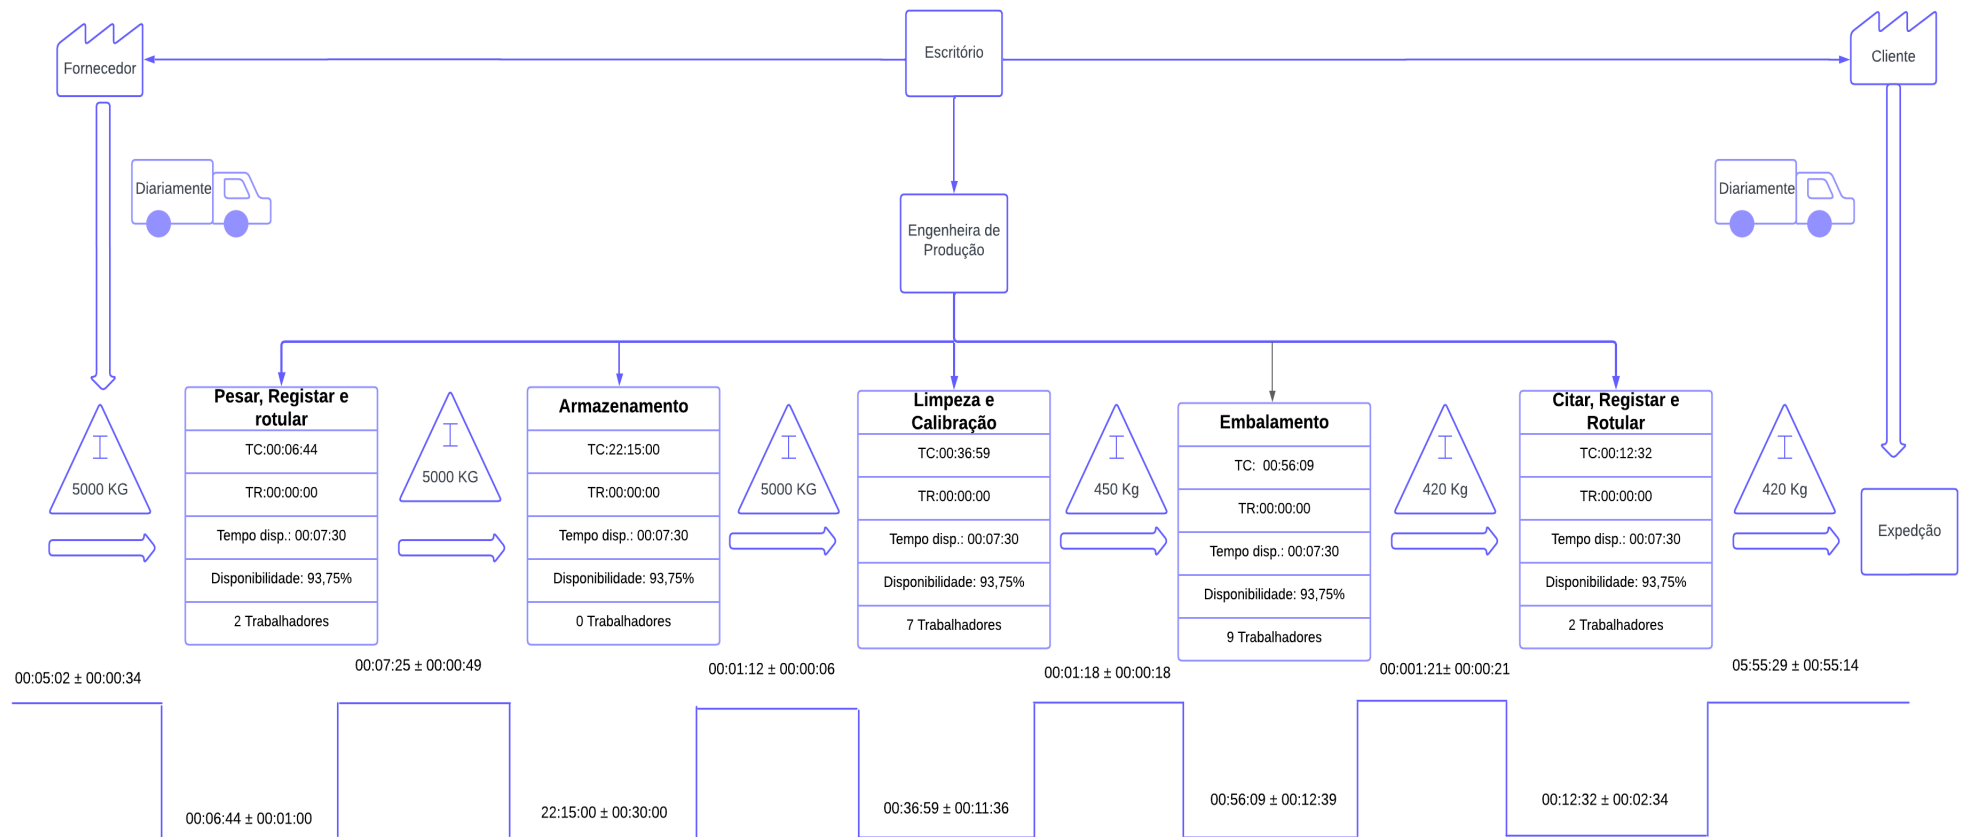 Fornecedor
Escritório
Cliente
Diariamente
Diariamente
Engenheira de
Produção
5000 KG
Pesar, Registar e
rotular
TC:00:06:44
TR:00:00:00
Tempo disp.: 00:07:30
Disponibilidade: 93,75%
2 Trabalhadores
5000 KG
Armazenamento
TC:22:15:00
TR:00:00:00
Tempo disp.: 00:07:30
Disponibilidade: 93,75%
0 Trabalhadores
5000 KG
Limpeza e
Calibração
TC:00:36:59
TR:00:00:00
Tempo disp.: 00:07:30
Disponibilidade: 93,75%
7 Trabalhadores
450 Kg
Embalamento
TC:  00:56:09
TR:00:00:00
Tempo disp.: 00:07:30
Disponibilidade: 93,75%
9 Trabalhadores
420 Kg
Citar, Registar e
Rotular
TC:00:12:32
TR:00:00:00
Tempo disp.: 00:07:30
Disponibilidade: 93,75%
2 Trabalhadores
420 Kg
Expedção
00:05:02 ± 00:00:34
00:07:25 ± 00:00:49
00:01:12 ± 00:00:06
00:01:18 ± 00:00:18
00:001:21± 00:00:21
05:55:29 ± 00:55:14
00:06:44 ± 00:01:00
22:15:00 ± 00:30:00
00:36:59 ± 00:11:36
00:56:09 ± 00:12:39
00:12:32 ± 00:02:34